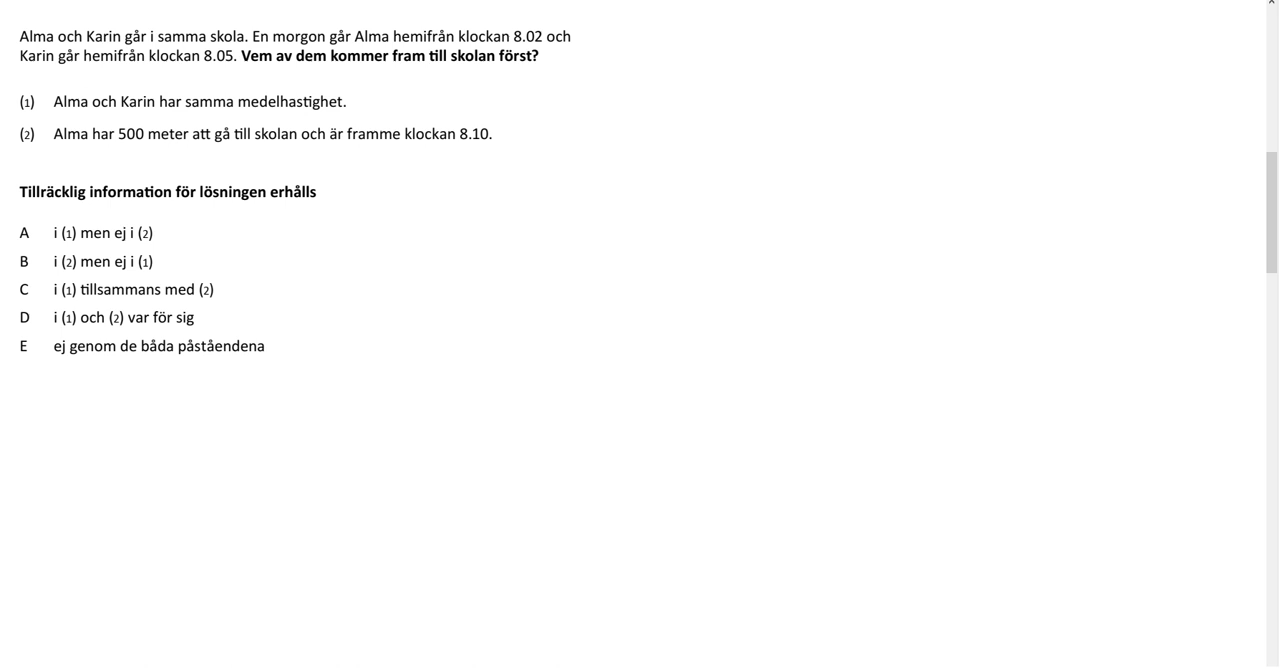 Alma och Karin går i samma skola. En morgon går Alma hemifrån klockan 8.02 och
Karin går hemifrån klockan 8.05. Vem av dem kommer fram till skolan först?
(1) Alma och Karin har samma medelhastighet.
(2) Alma har 500 meter att gå till skolan och är framme klockan 8.10.
Tillräcklig information för lösningen erhålls
A i (1) men ej i (2)
B i (2) men ej i (1)
C i (1) tillsammans med (2)
D i (1) och (2) var för sig
E ej genom de båda påståendena